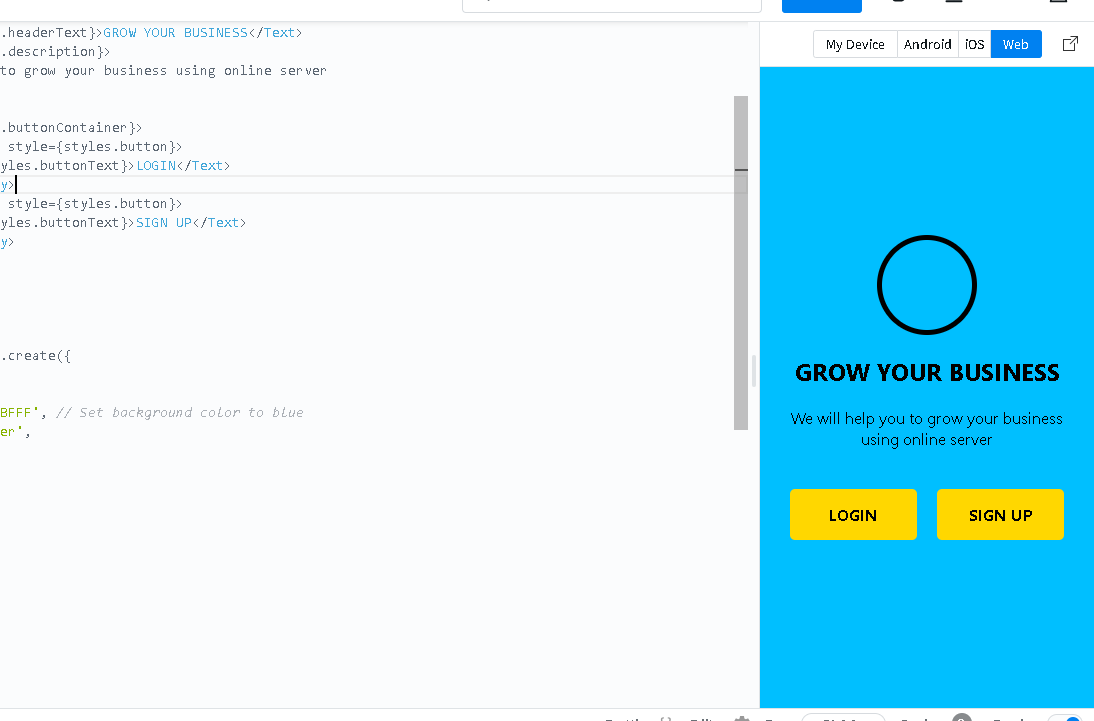 .headerText}>GROW YOUR BUSINESS</Text>
.description}>
to grow your business using online server
.buttonContainer}>
style={styles.button}>
yles.buttonText}>LOGIN</Text>
y>
style={styles.button}>
yles.buttonText}>SIGN UP</Text>
y>
.create({
BFFF', // Set background color to blue
er',
My Device Android iOS Web
GROW YOUR BUSINESS
We will help you to grow your business
using online server
LOGIN SIGN UP